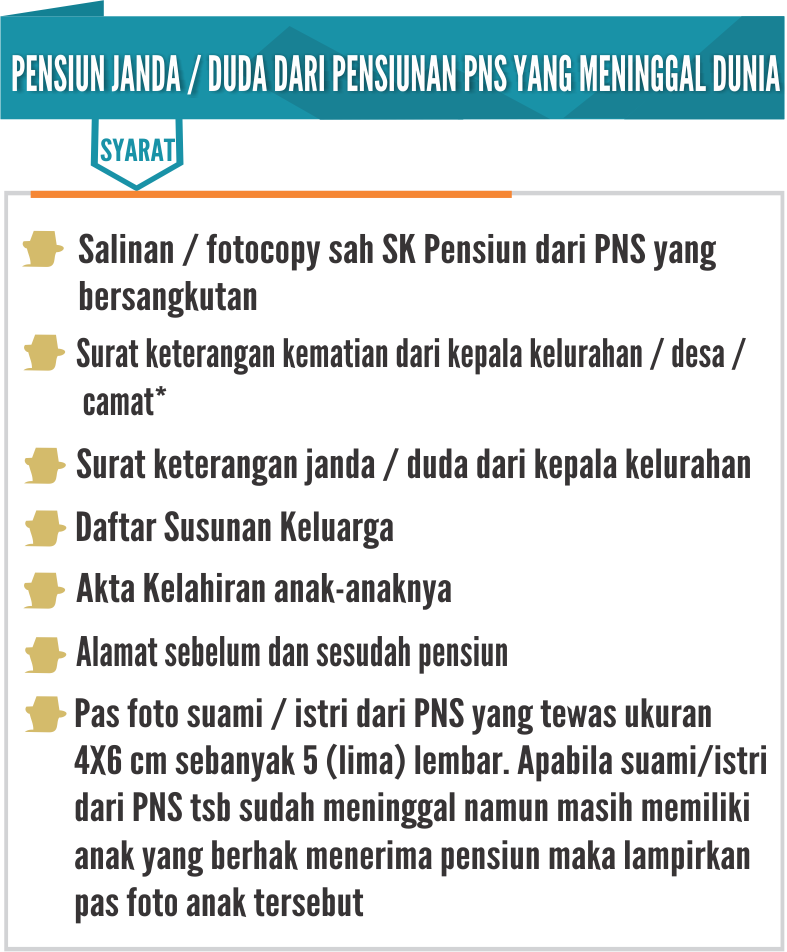 PENSIUN JANDA / DUDA DARI PENSIUNAN PNS YANG MENINGGAL DUNIA
SYARAT
Salinan / fotocopy sah SK Pensiun dari PNS yang
bersangkutan
Surat keterangan kematian dari kepala kelurahan / desa /
camat*
Surat keterangan janda / duda dari kepala kelurahan
Daftar Susunan Keluarga
Akta Kelahiran anak-anaknya
Alamat sebelum dan sesudah pensiun
Pas foto suami / istri dari PNS yang tewas ukuran
4X6 cm sebanyak 5 (lima) lembar. Apabila suami/istri
dari PNS tsb sudah meninggal namun masih memiliki
anak yang berhak menerima pensiun maka lampirkan
pas foto anak tersebut